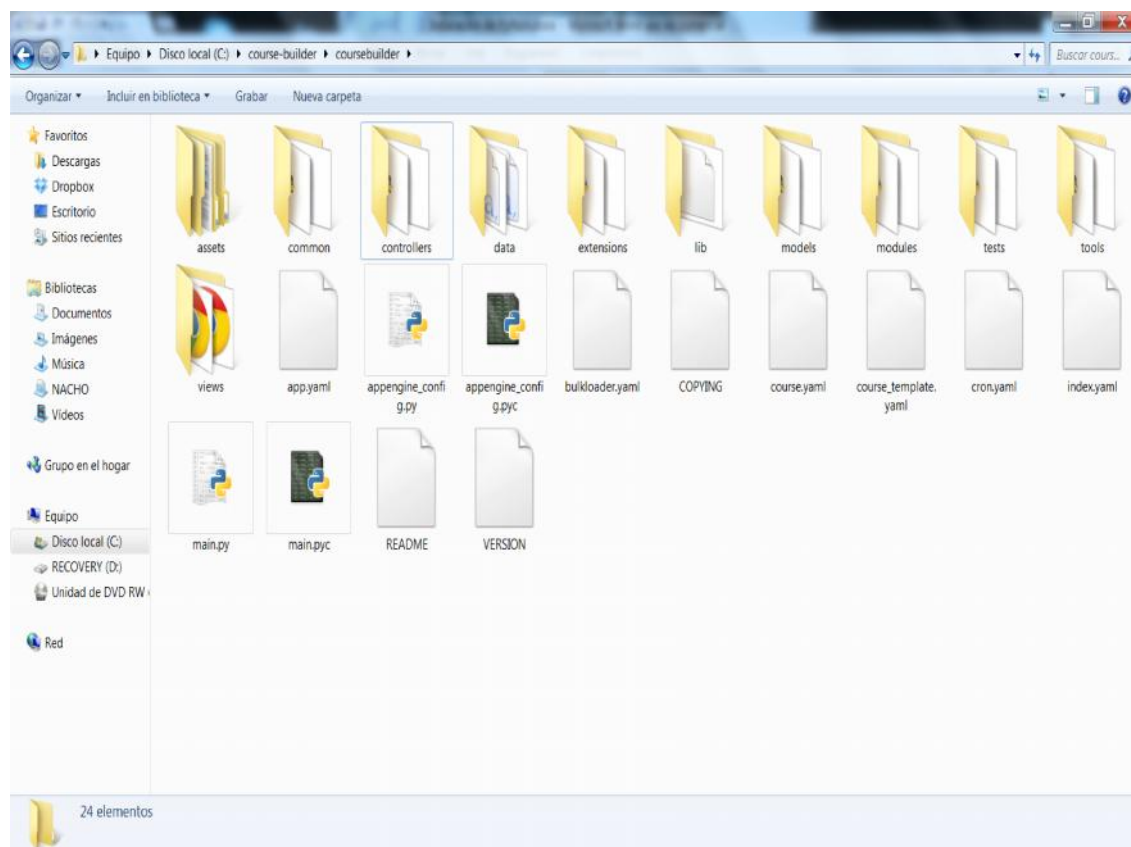 Equipo ▸ Disco local (C:) ▸ course-builder ▸ coursebuilder ▸
Buscar cours...
Organizar Incluir en biblioteca Grabar Nueva carpeta
Favoritos
Descargas
Dropbox
Escritorio
Sitios recientes
Bibliotecas
Documentos
Imágenes
Música
NACHO
Vídeos
Grupo en el hogar
Equipo
Disco local (C:)
RECOVERY (D:)
Unidad de DVD RW
Red
assets common controllers data extensions lib models modules tests tools
views app.yaml appengine_confi appengine_confi bulkloader.yaml COPYING course.yaml course_template. cron.yaml index.yaml
g.py g.pyc yaml
main.py main.pyc README VERSION
24 elementos